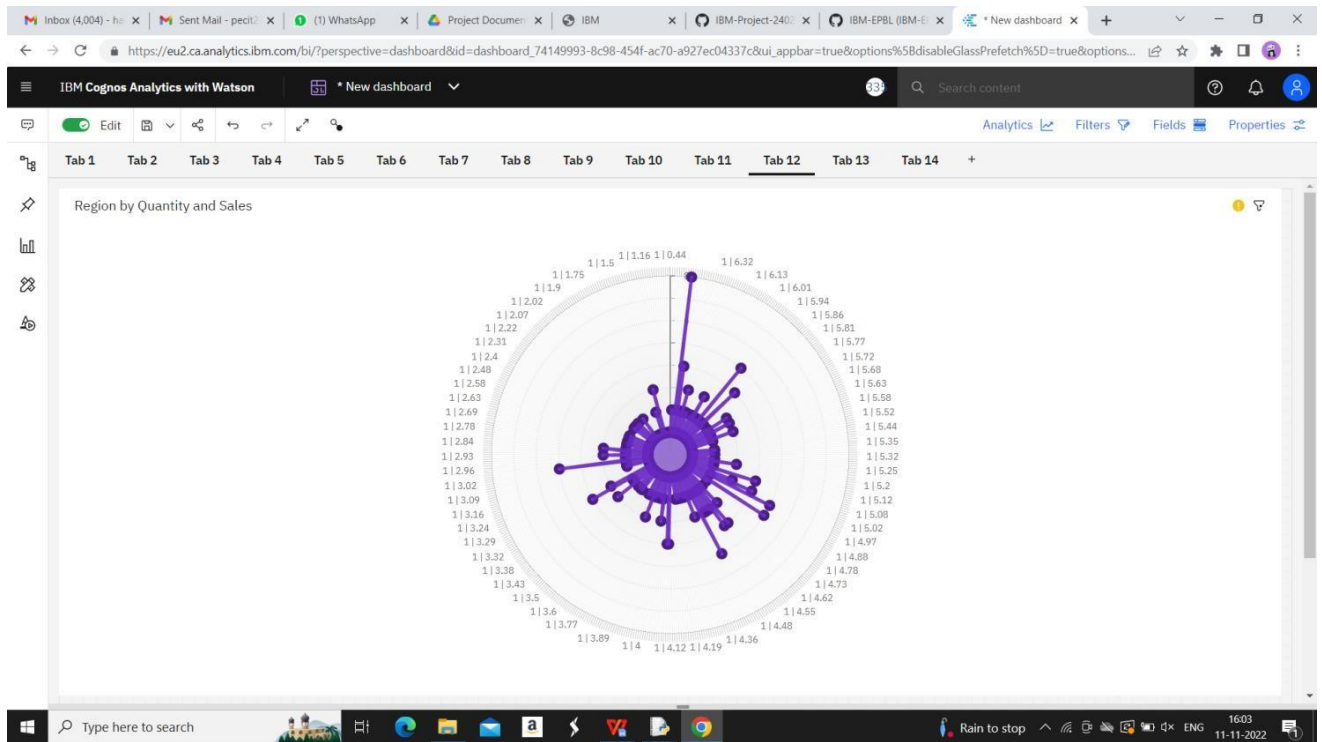 Inbox (4,004) - ha
Sent Mail - pecit2
(1) WhatsApp
Project Documen
IBM
IBM-Project-2402
IBM-EPBL (IBM-E
* New dashboard
https://eu2.ca.analytics.ibm.com/bi/?perspective=dashboard&id=dashboard_74149993-8c98-454f-ac70-a927ec04337c&ui_appbar=true&options%5BdisableGlassPrefetch%5D=true&options...
IBM Cognos Analytics with Watson
* New dashboard
33
Search content
Edit
Analytics
Filters
Fields
Properties
Tab 1 Tab 2 Tab 3 Tab 4 Tab 5 Tab 6 Tab 7 Tab 8 Tab 9 Tab 10 Tab 11 Tab 12 Tab 13 Tab 14 +
Region by Quantity and Sales
1 | 0.44
1 | 6.32
1 | 6.13
1 | 6.01
1 | 5.94
1 | 5.86
1 | 5.81
1 | 5.77
1 | 5.72
1 | 5.68
1 | 5.63
1 | 5.58
1 | 5.52
1 | 5.44
1 | 5.35
1 | 5.32
1 | 5.25
1 | 5.2
1 | 5.12
1 | 5.08
1 | 5.02
1 | 4.97
1 | 4.88
1 | 4.78
1 | 4.73
1 | 4.62
1 | 4.55
1 | 4.48
1 | 4.36
1 | 4.19
1 | 4.12
1 | 4
1 | 3.89
1 | 3.77
1 | 3.6
1 | 3.5
1 | 3.43
1 | 3.38
1 | 3.32
1 | 3.29
1 | 3.24
1 | 3.16
1 | 3.09
1 | 3.02
1 | 2.96
1 | 2.93
1 | 2.84
1 | 2.78
1 | 2.69
1 | 2.63
1 | 2.58
1 | 2.48
1 | 2.4
1 | 2.31
1 | 2.22
1 | 2.07
1 | 2.02
1 | 1.9
1 | 1.75
1 | 1.5
1 | 1.16
Type here to search
a
Rain to stop
ENG
16:03
11-11-2022